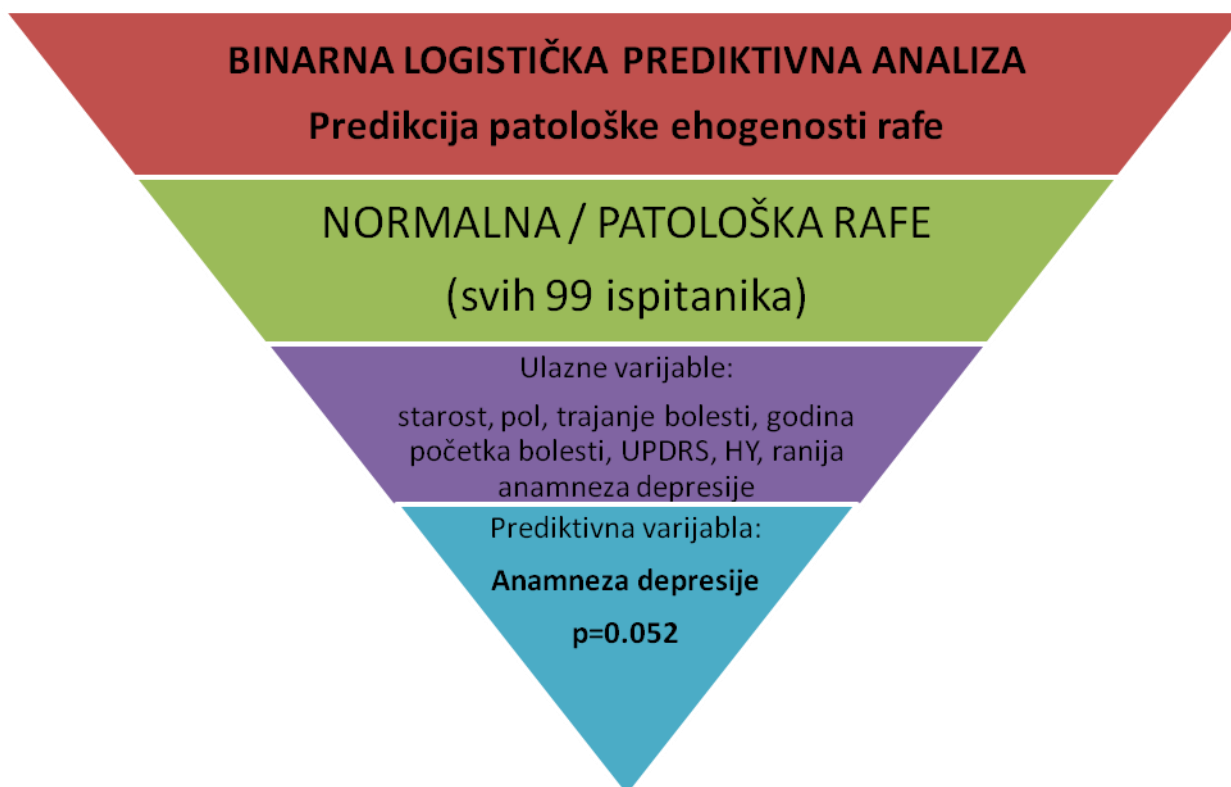 BINARNA LOGISTIČKA PREDIKTIVNA ANALIZA
Predikcija patološke ehogenosti rafe
NORMALNA / PATOLOŠKA RAFE
(svih 99 ispitanika)
Ulazne varijable:
starost, pol, trajanje bolesti, godina
početka bolesti, UPDRS, HY, ranija
anamneza depresije
Prediktivna varijabla:
Anamneza depresije
p=0.052